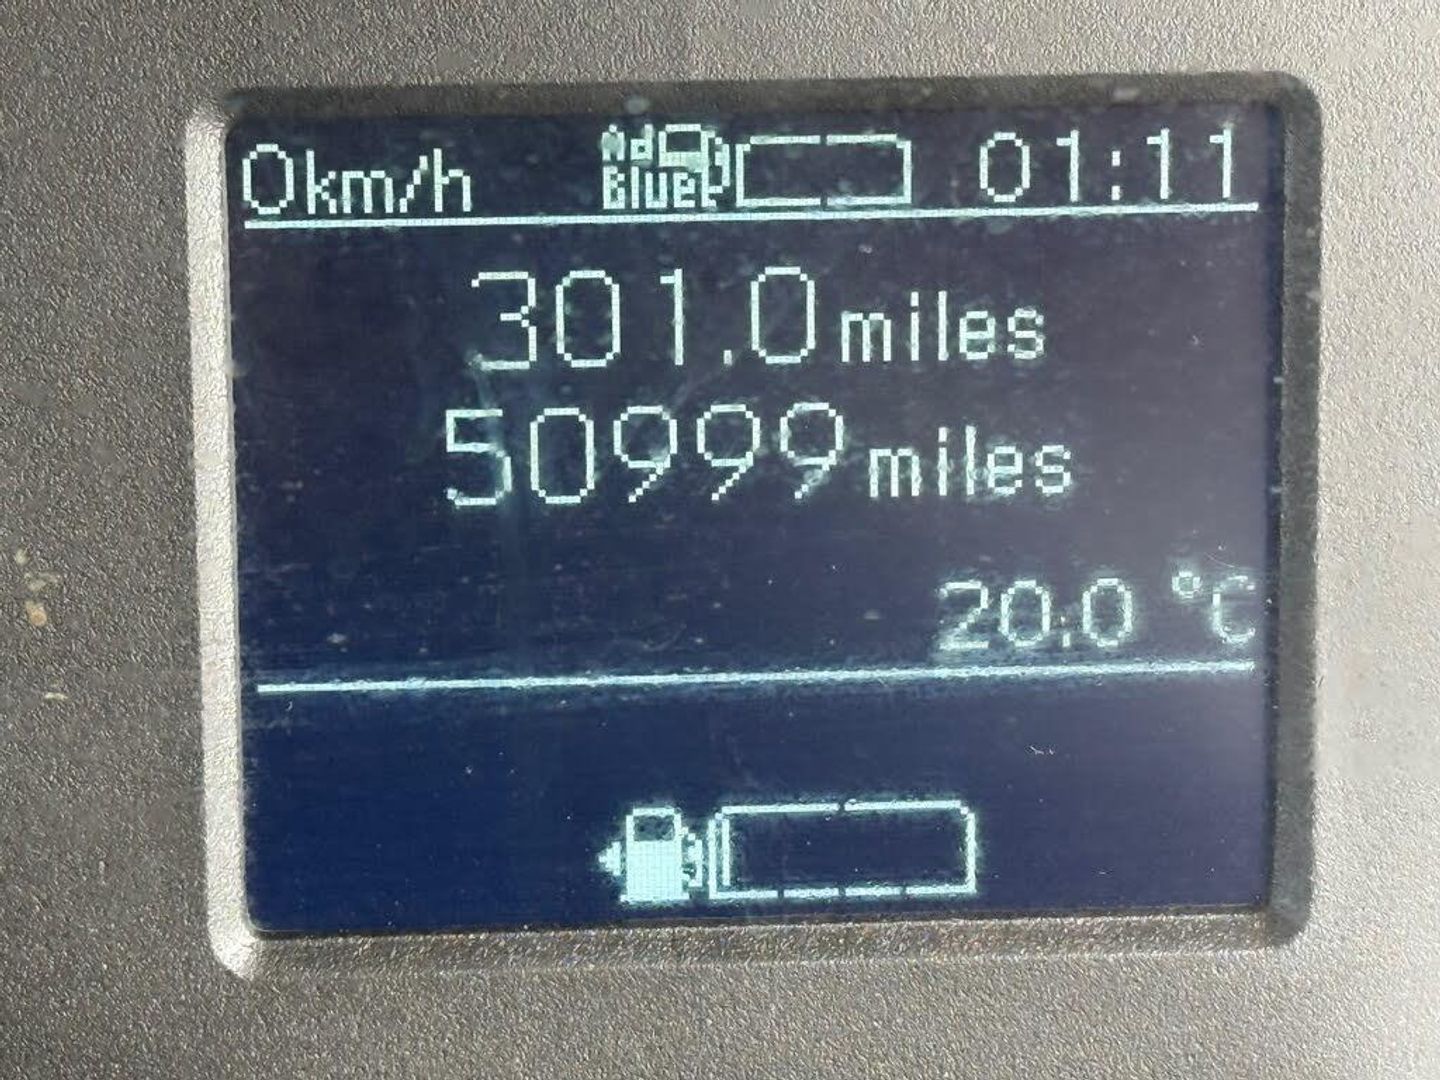 0km/h Ad Blue 01:11
301.0 miles
50999 miles
20.0 °C